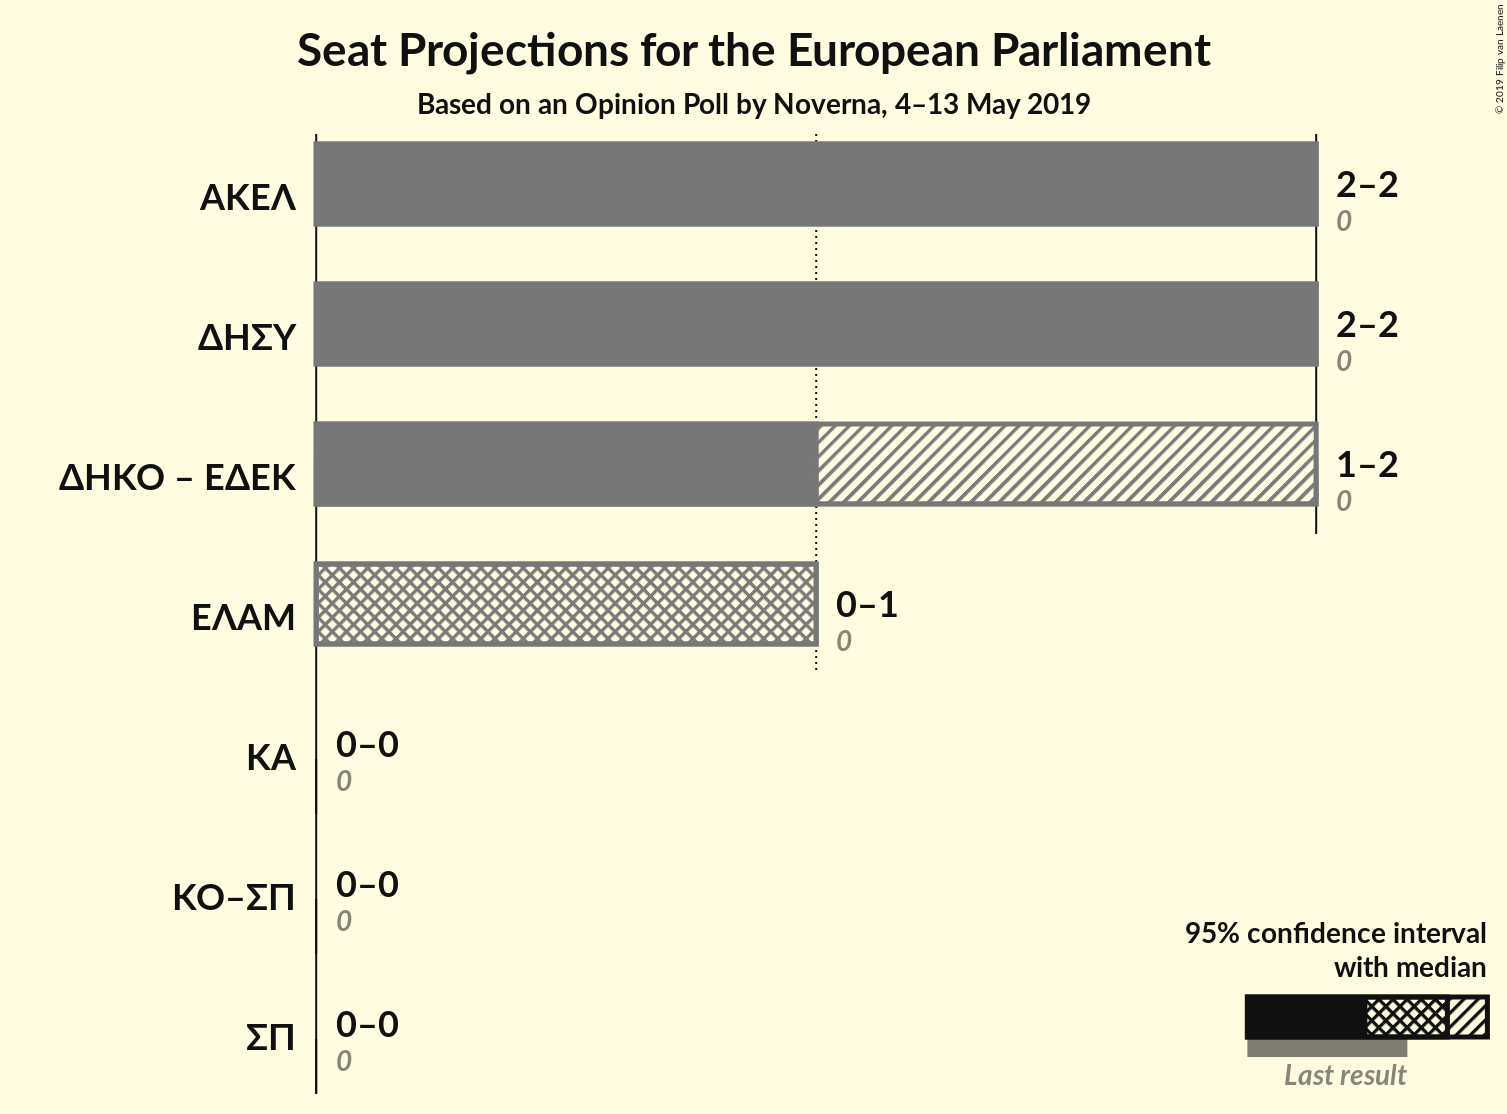 Seat Projections for the European Parliament
Based on an Opinion Poll by Noverna, 4–13 May 2019
© 2019 Filip van Laenen
ΑΚΕΛ
2–2
0
ΔΗΣΥ
2–2
0
ΔΗΚΟ – ΕΔΕΚ
1–2
0
ΕΛΑΜ
0–1
0
ΚΑ
0–0
0
ΚΟ–ΣΠ
0–0
0
ΣΠ
0–0
0
95% confidence interval
with median
Last result